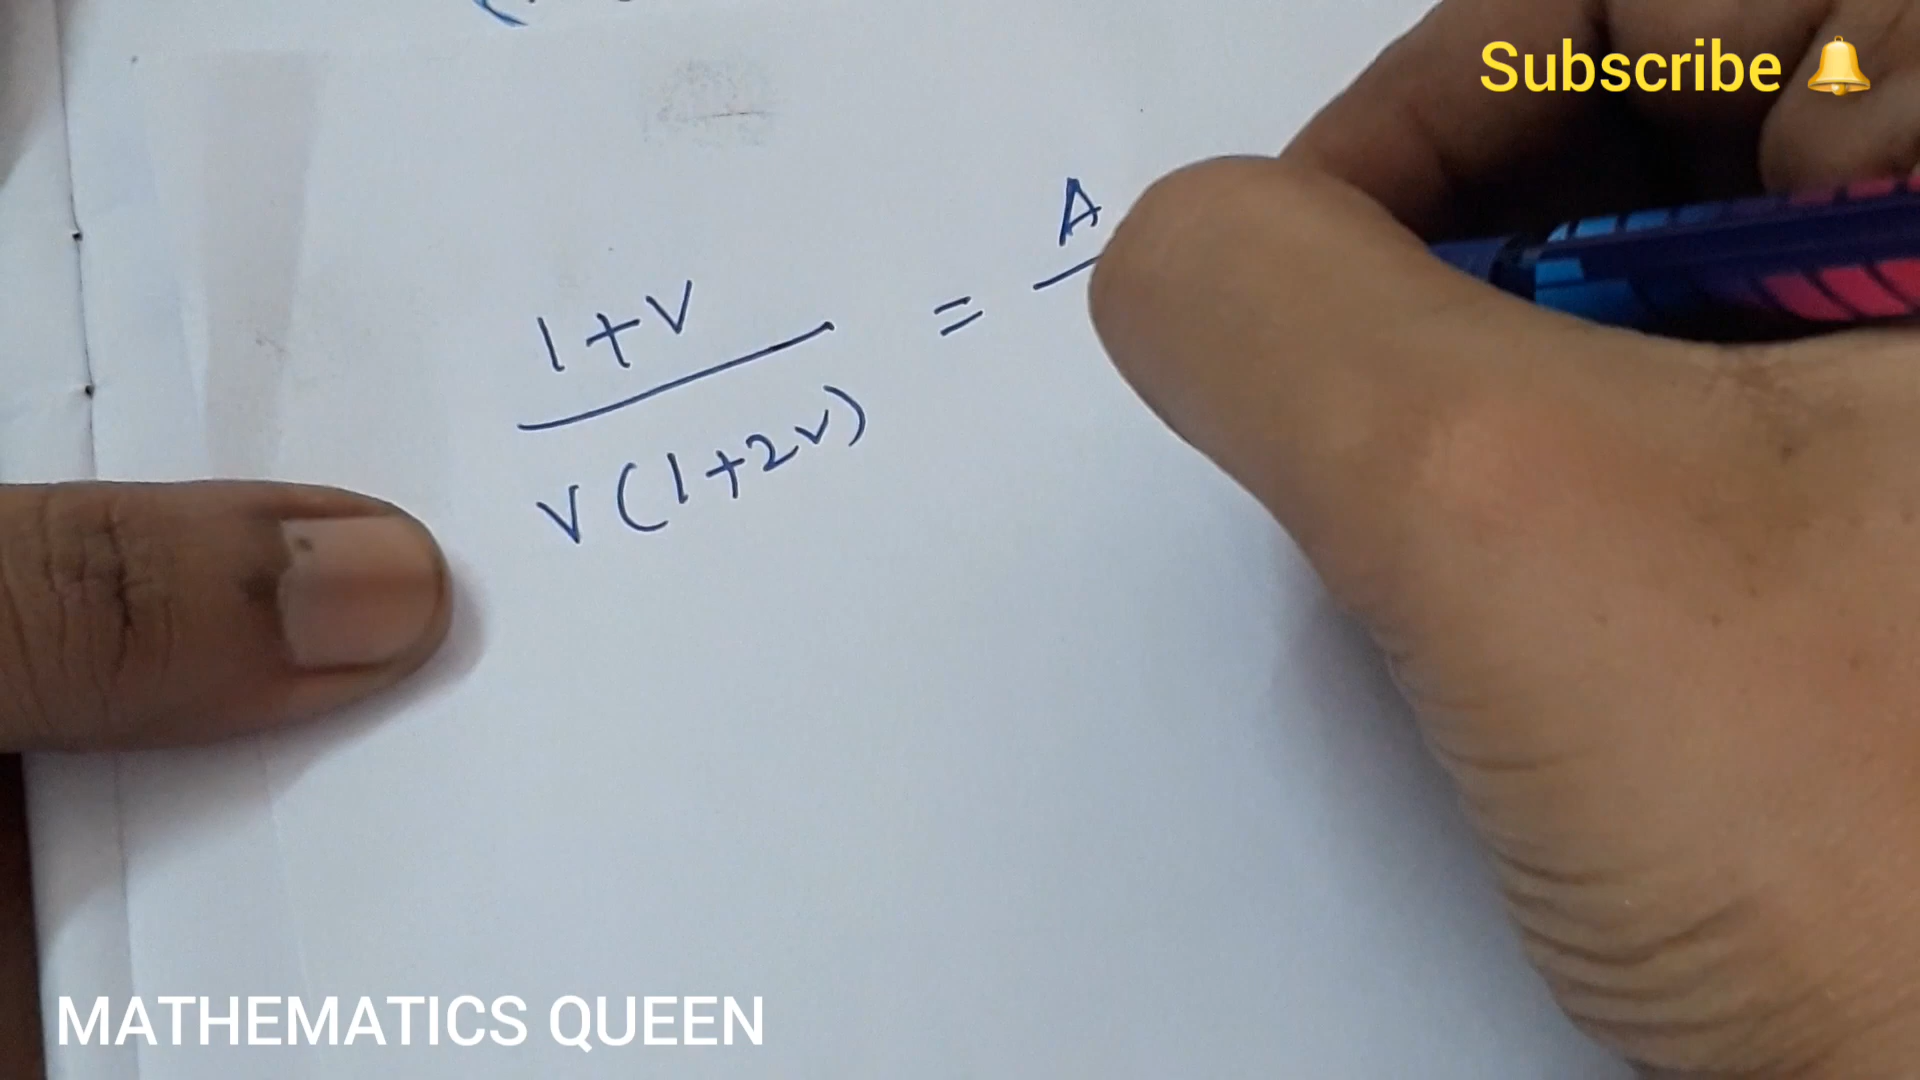 Subscribe 🔔
1+V / V(1+2V) = A /
MATHEMATICS QUEEN